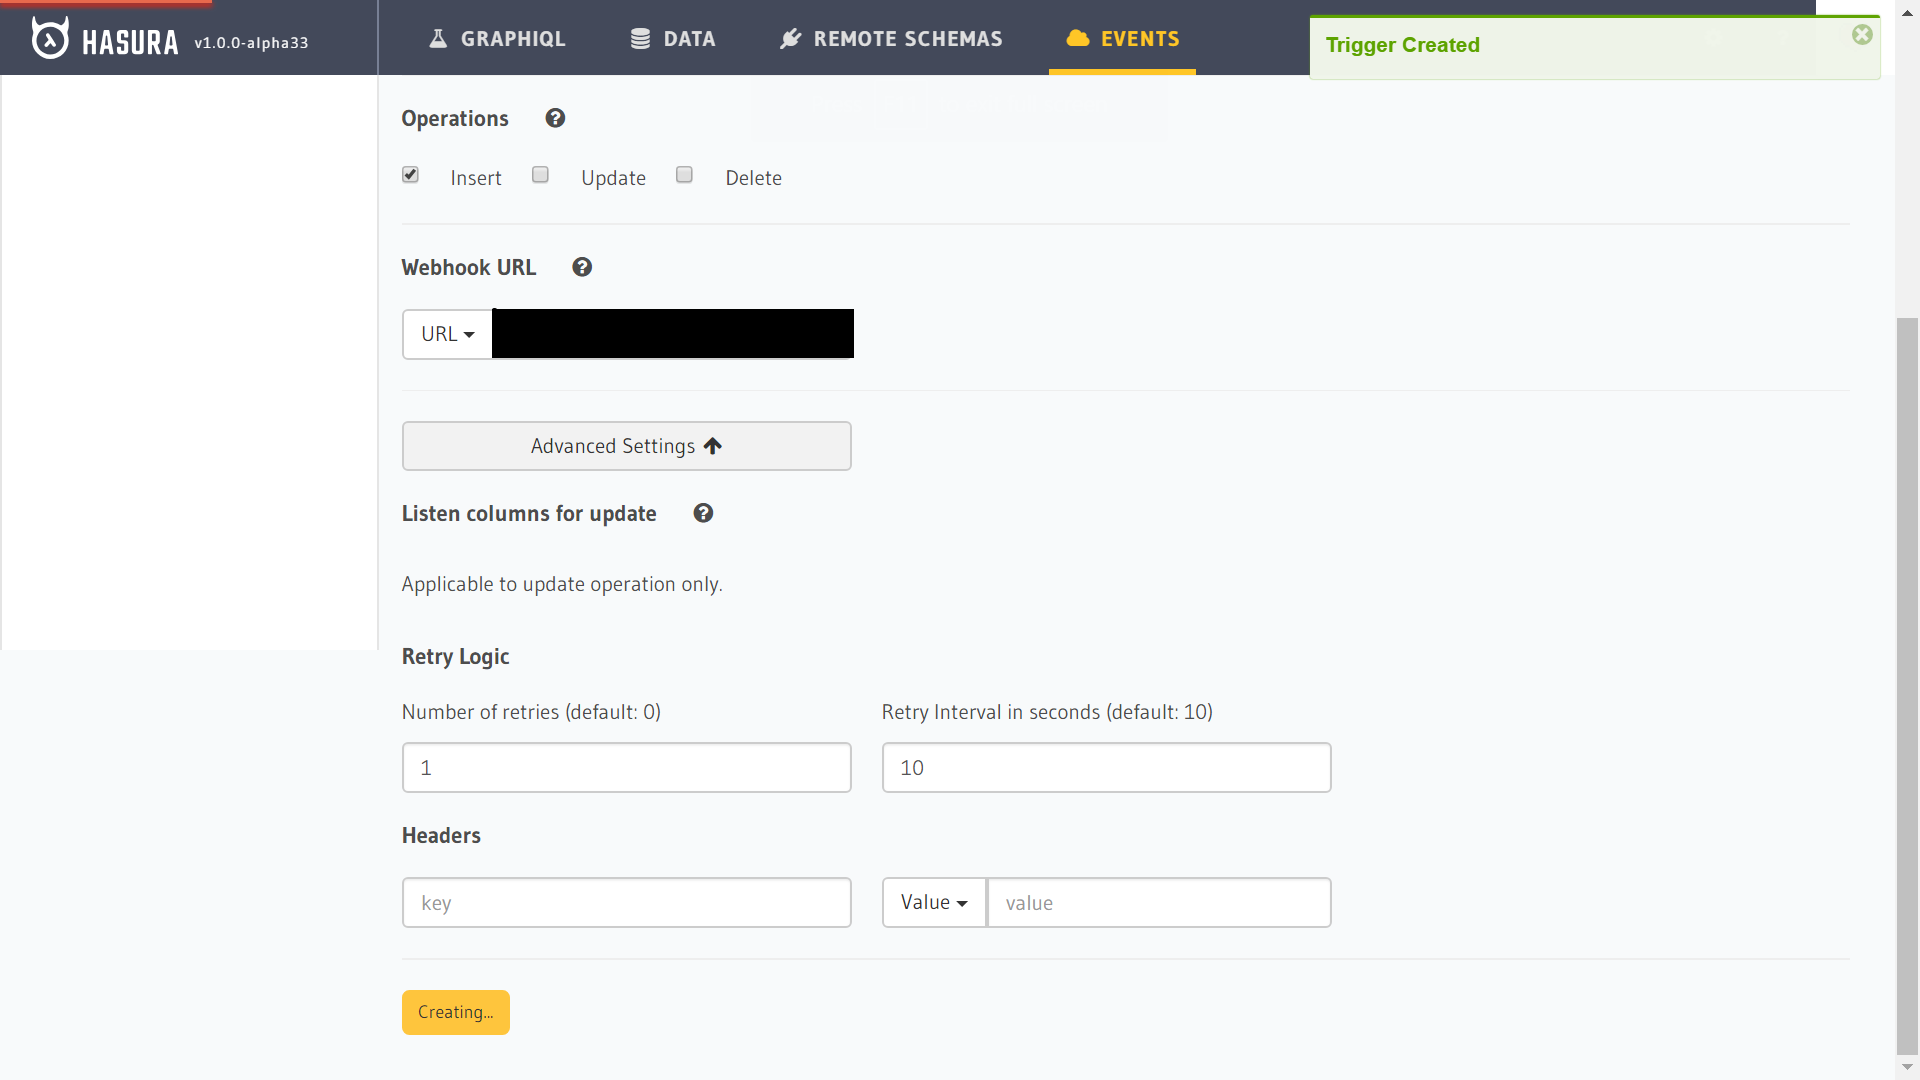 HASURA v1.0.0-alpha33
GRAPHIQL
DATA
REMOTE SCHEMAS
EVENTS
Trigger Created
Operations
Insert
Update
Delete
Webhook URL
URL
Advanced Settings
Listen columns for update
Applicable to update operation only.
Retry Logic
Number of retries (default: 0)
Retry Interval in seconds (default: 10)
1
10
Headers
key
Value
value
Creating...